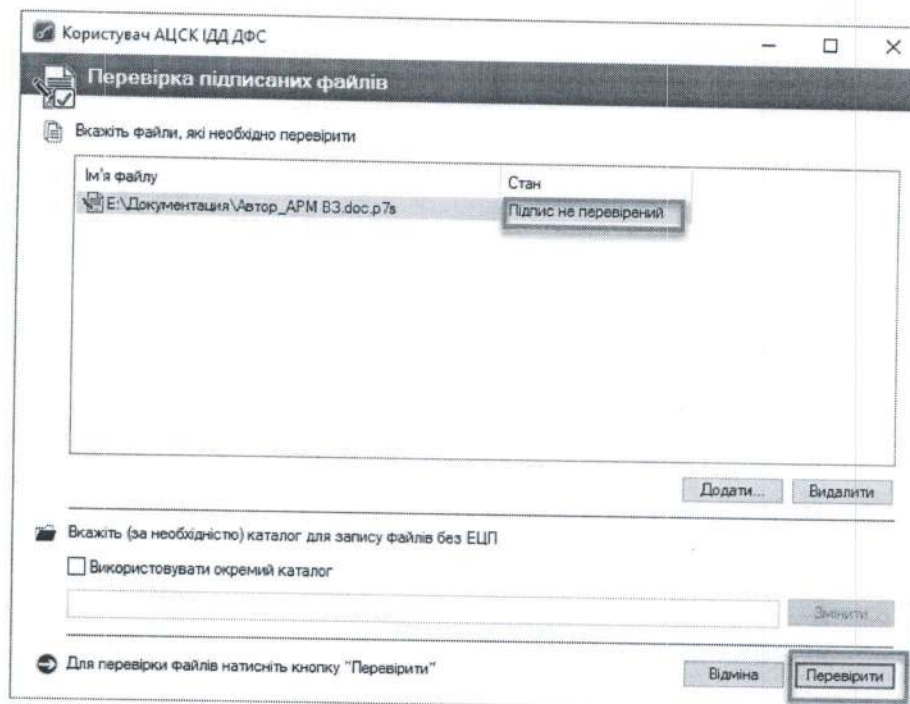 Користувач АЦСК ІДД ДФС
Перевірка підписаних файлів
Вкажіть файли, які необхідно перевірити
Ім'я файлу Стан
E:\Документация\Автор_АРМ ВЗ.doc.p7s Підпис не перевірений
Додати... Видалити
Вкажіть (за необхідністю) каталог для запису файлів без ЕЦП
Використовувати окремий каталог
Змінити
Для перевірки файлів натисніть кнопку "Перевірити" Відміна Перевірити